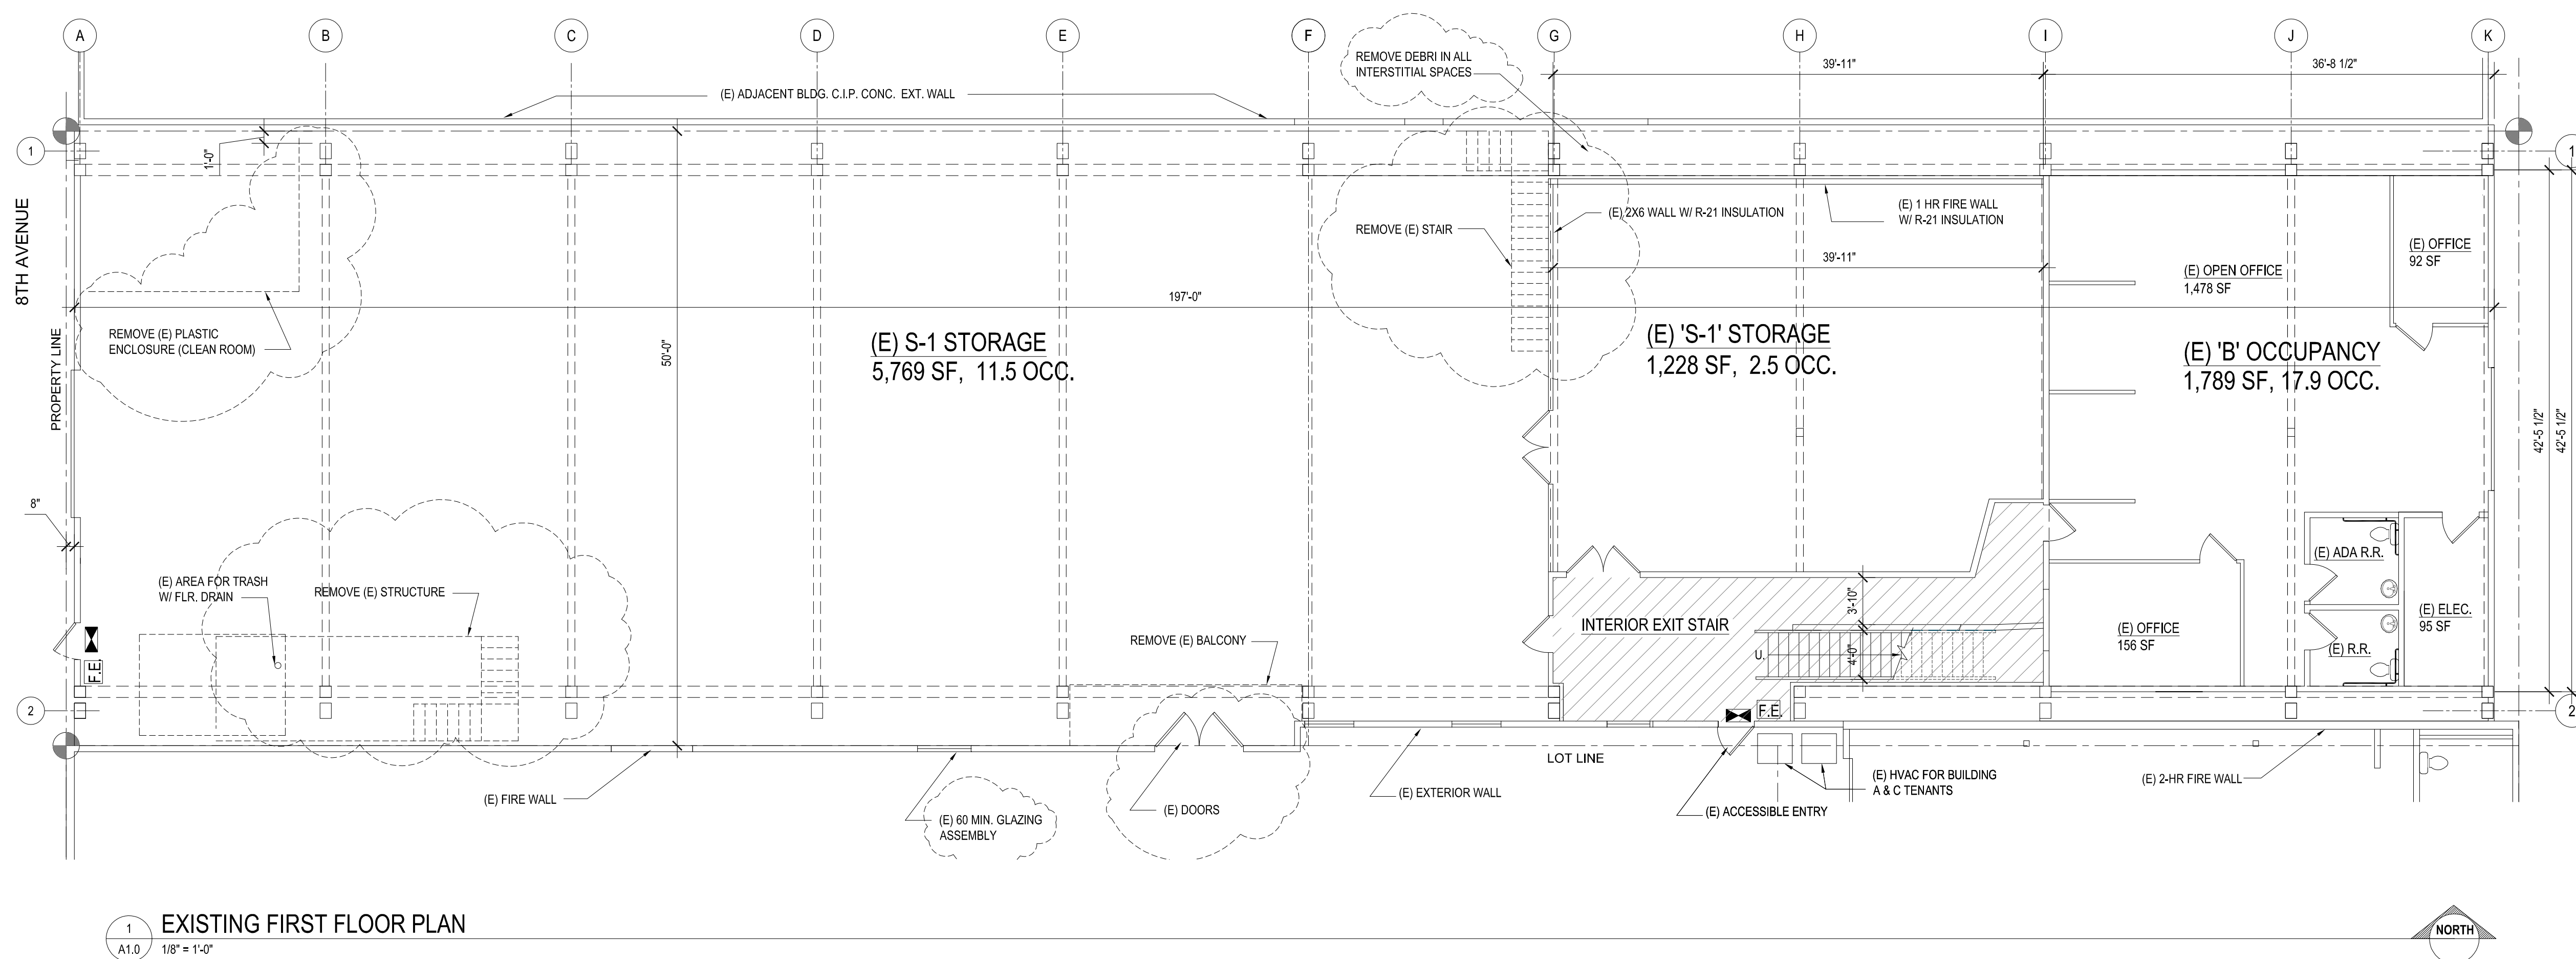 A
B
C
D
E
F
G
H
I
J
K
REMOVE DEBRI IN ALL
INTERSTITIAL SPACES
39'-11"
36'-8 1/2"
(E) ADJACENT BLDG. C.I.P. CONC. EXT. WALL
1
1
1'-0"
8TH AVENUE
PROPERTY LINE
REMOVE (E) STAIR
(E) 2X6 WALL W/ R-21 INSULATION
(E) 1 HR FIRE WALL
W/ R-21 INSULATION
39'-11"
(E) OFFICE
92 SF
(E) OPEN OFFICE
1,478 SF
197'-0"
REMOVE (E) PLASTIC
ENCLOSURE (CLEAN ROOM)
50'-0"
(E) S-1 STORAGE
5,769 SF, 11.5 OCC.
(E) 'S-1' STORAGE
1,228 SF, 2.5 OCC.
(E) 'B' OCCUPANCY
1,789 SF, 17.9 OCC.
42'-5 1/2"
42'-5 1/2"
8"
(E) AREA FOR TRASH
W/ FLR. DRAIN
REMOVE (E) STRUCTURE
F.E.
REMOVE (E) BALCONY
INTERIOR EXIT STAIR
3'-10"
4'-0"
U.
(E) ADA R.R.
(E) R.R.
(E) ELEC.
95 SF
(E) OFFICE
156 SF
2
2
F.E.
LOT LINE
(E) FIRE WALL
(E) 60 MIN. GLAZING
ASSEMBLY
(E) DOORS
(E) EXTERIOR WALL
(E) ACCESSIBLE ENTRY
(E) HVAC FOR BUILDING
A & C TENANTS
(E) 2-HR FIRE WALL
1
A1.0
EXISTING FIRST FLOOR PLAN
1/8" = 1'-0"
NORTH